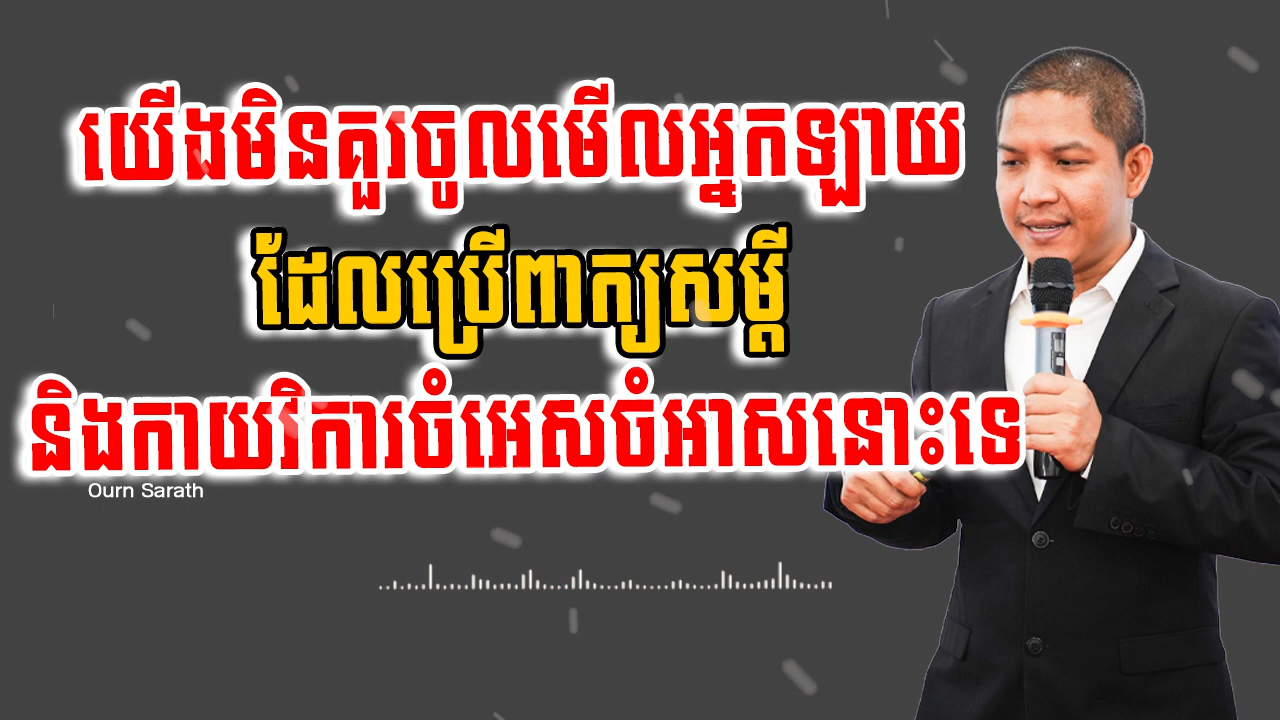 យើងមិនគួរចូលមើលអ្នកឡាយ
ដែលប្រើពាក្យសម្ដី
និងកាយវិការចំអេសចំអាសនោះទេ
Ourn Sarath